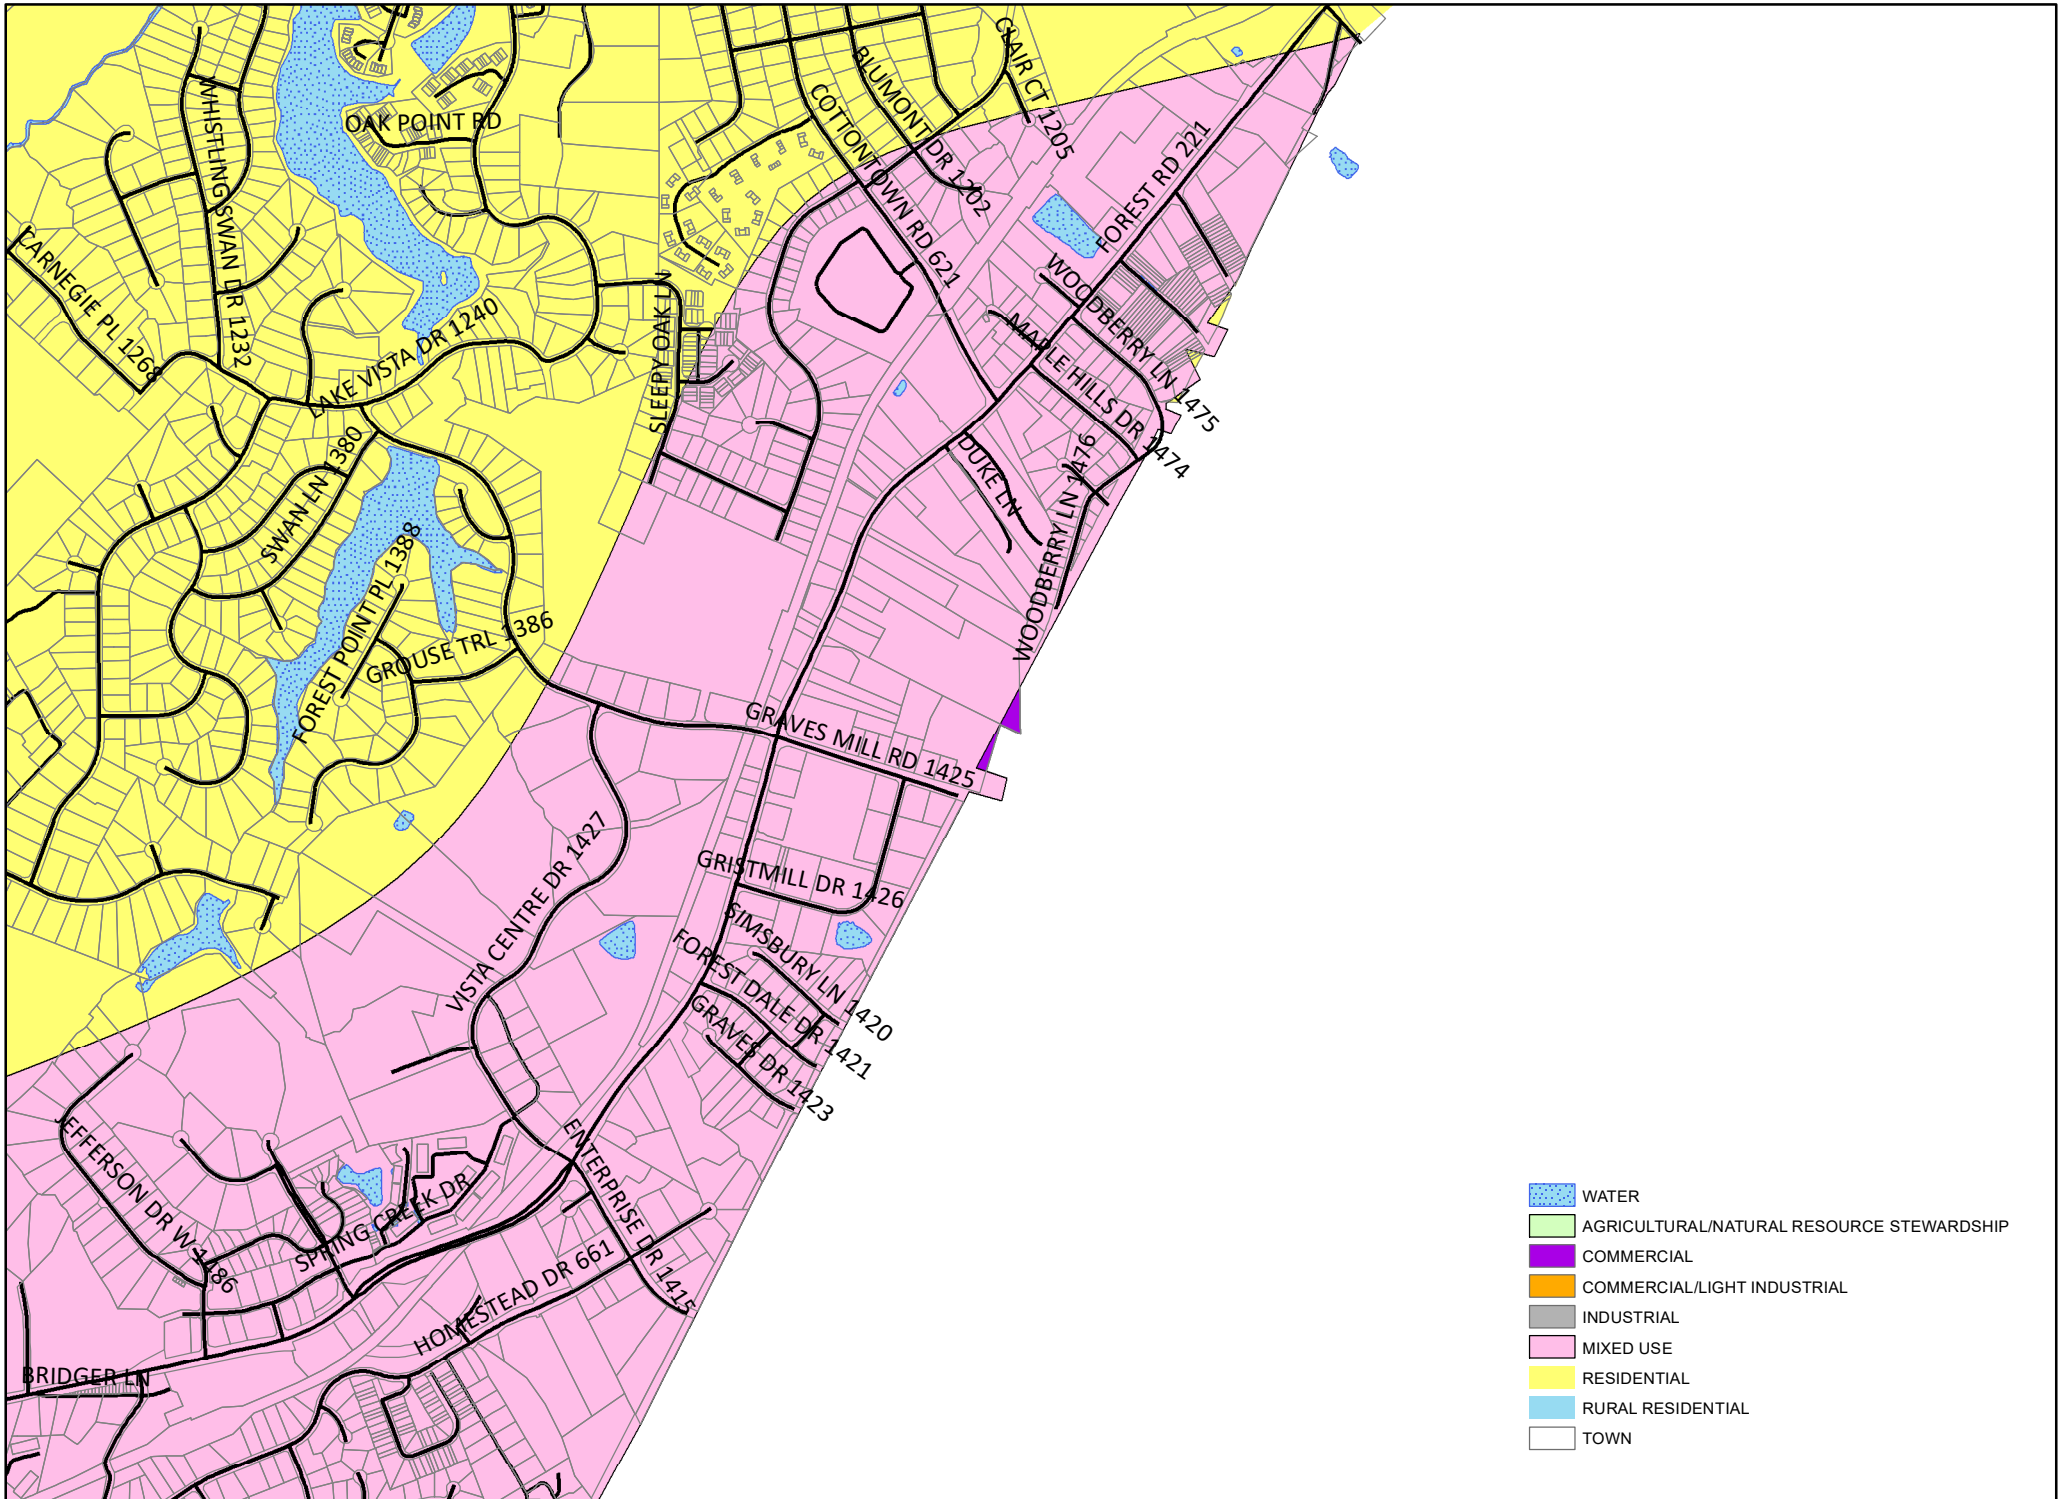 CLAIR CT 1205
BLUMONT DR 1202
COTTONTOWN RD 621
OAK POINT RD
WHISTLING SWAN DR 1232
FOREST RD 221
CARNEGIE PL 1268
WOODBERRY LN 1475
SLEEPY OAK LN
LAKE VISTA DR 1240
MAPLE HILLS DR 1474
DUKE LN
SWAN LN 1380
WOODBERRY LN 1476
FOREST POINT PL 1388
GROUSE TRL 1386
GRAVES MILL RD 1425
VISTA CENTRE DR 1427
GRISTMILL DR 1426
SIMSBURY LN 1420
FOREST DALE DR 1421
GRAVES DR 1423
JEFFERSON DR W 1486
ENTERPRISE DR 1415
SPRING CREEK DR
HOMESTEAD DR 661
BRIDGER LN
WATER
AGRICULTURAL/NATURAL RESOURCE STEWARDSHIP
COMMERCIAL
COMMERCIAL/LIGHT INDUSTRIAL
INDUSTRIAL
MIXED USE
RESIDENTIAL
RURAL RESIDENTIAL
TOWN